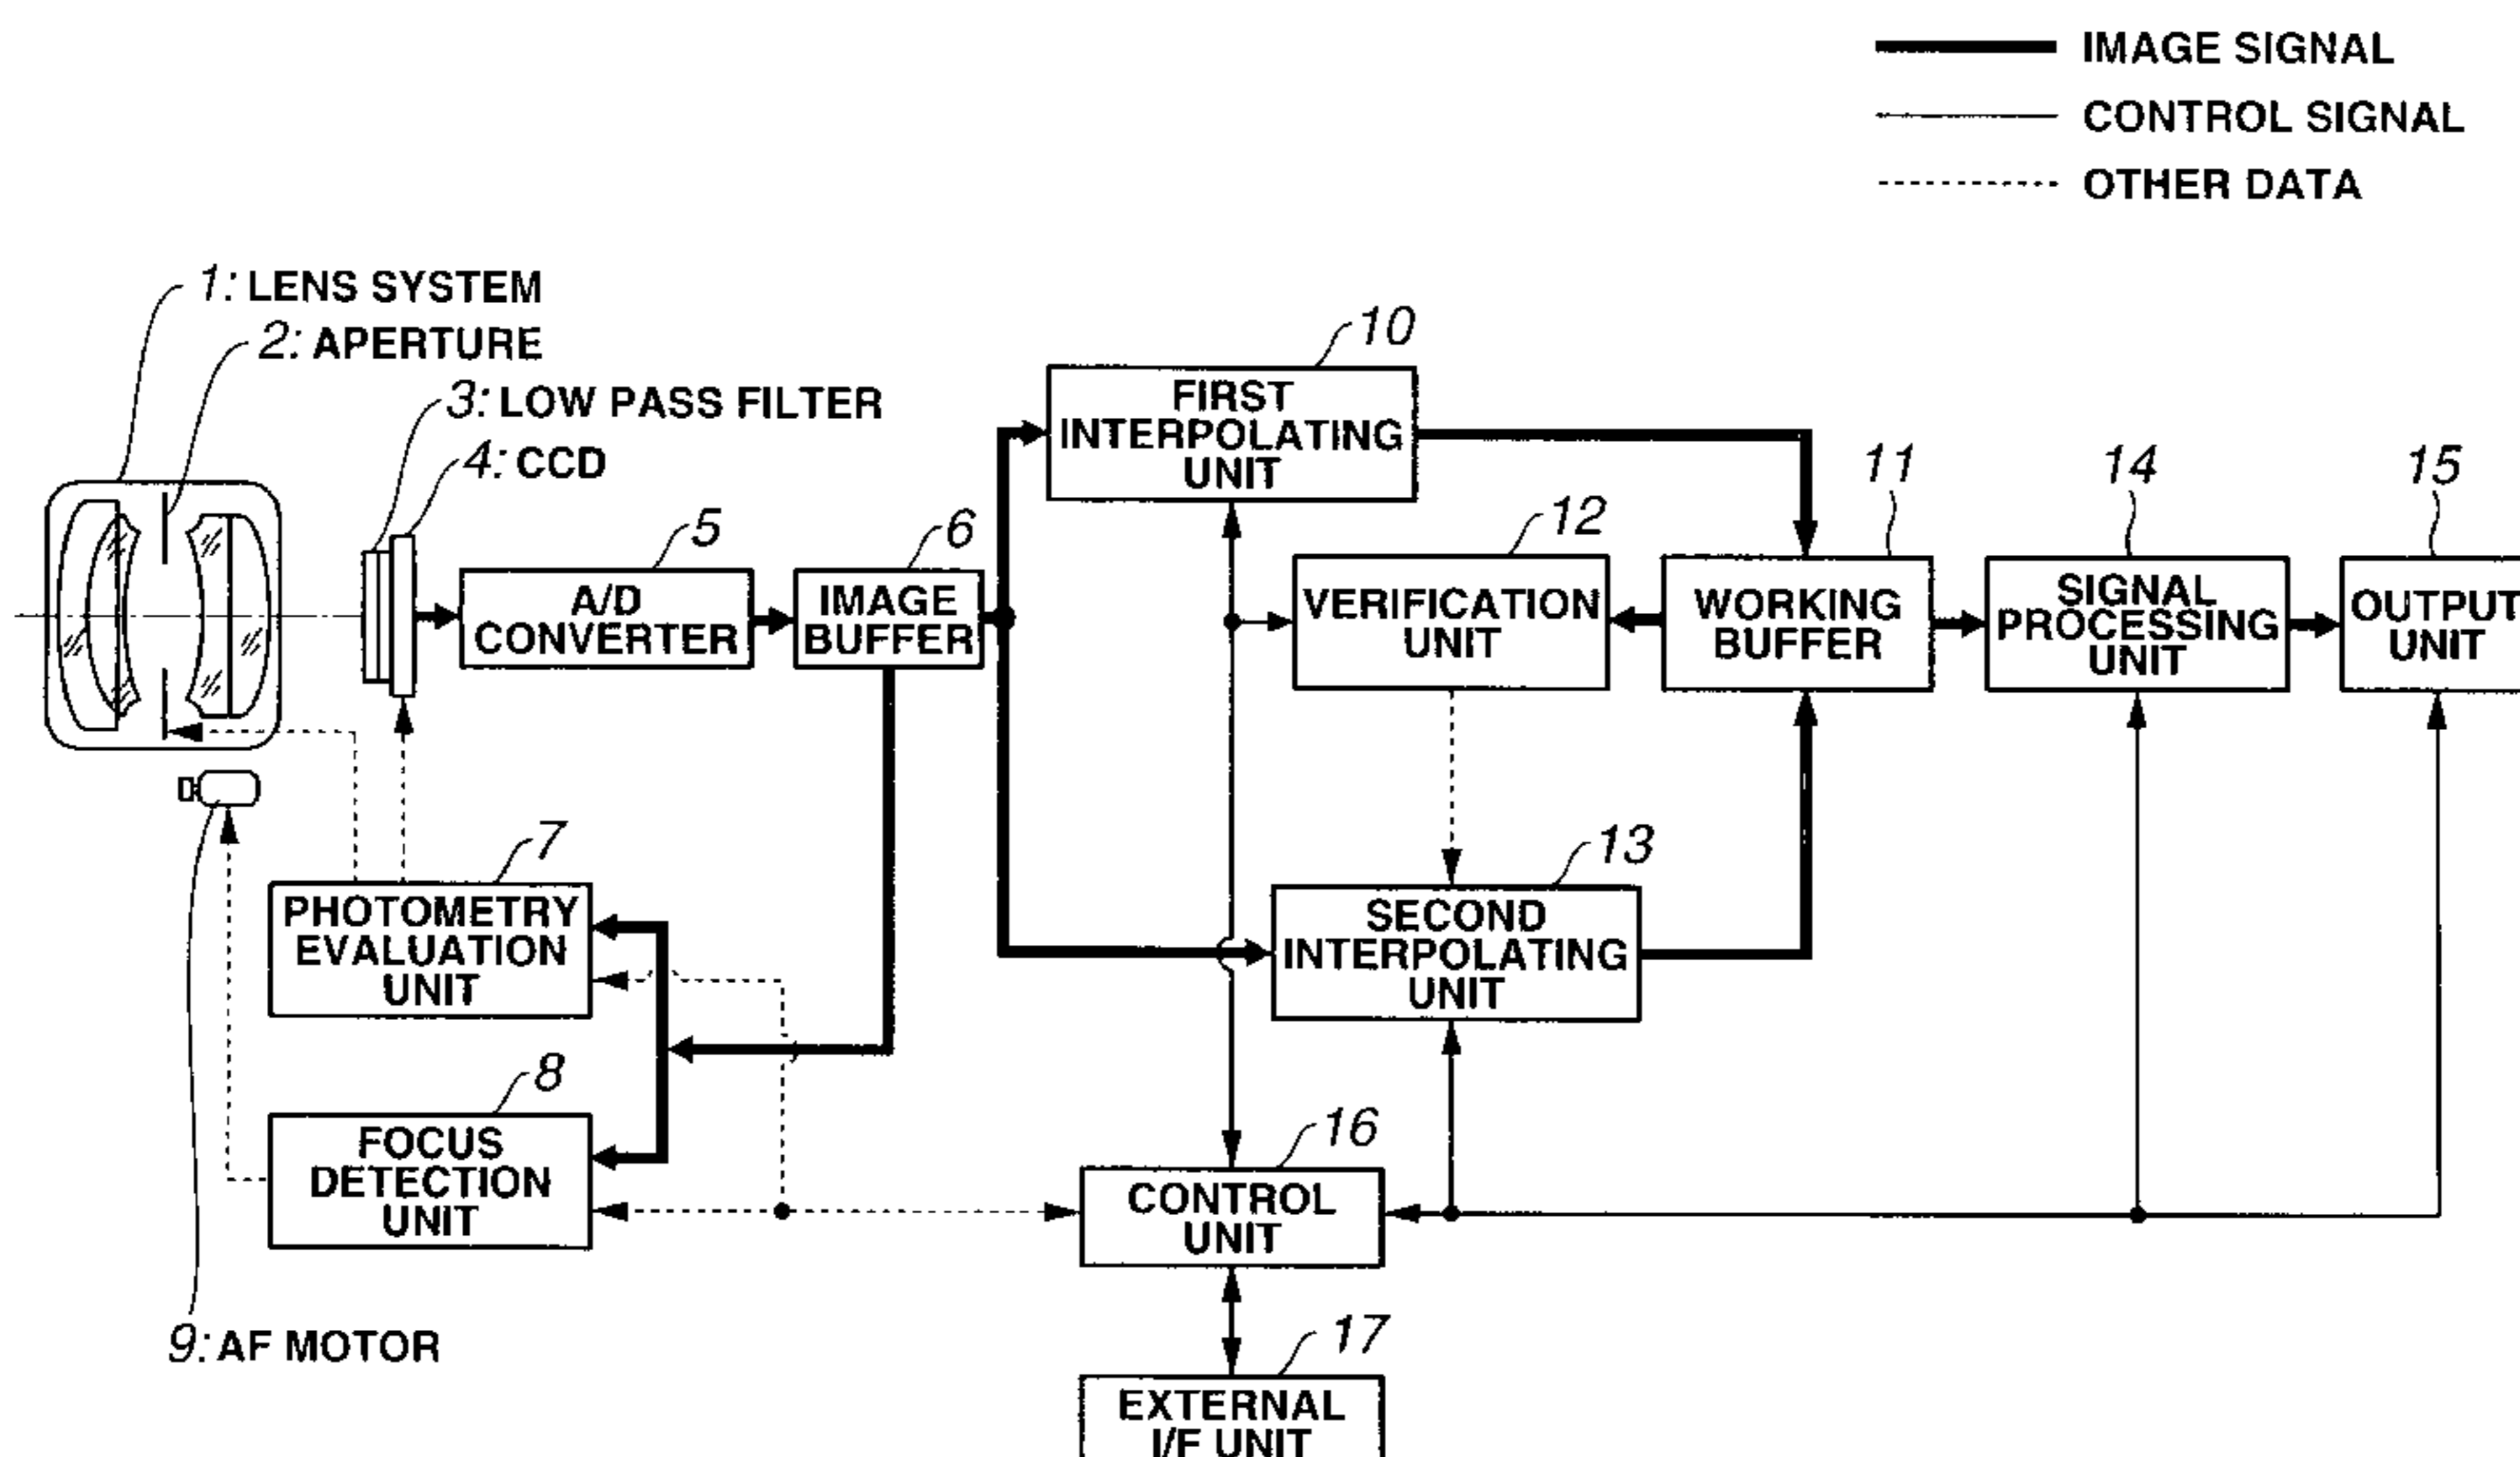 IMAGE SIGNAL
CONTROL SIGNAL
OTHER DATA
1: LENS SYSTEM
2: APERTURE
3: LOW PASS FILTER
4: CCD
5
A/D
CONVERTER
6
IMAGE
BUFFER
10
FIRST
INTERPOLATING
UNIT
12
VERIFICATION
UNIT
11
WORKING
BUFFER
14
SIGNAL
PROCESSING
UNIT
15
OUTPUT
UNIT
7
PHOTOMETRY
EVALUATION
UNIT
13
SECOND
INTERPOLATING
UNIT
8
FOCUS
DETECTION
UNIT
16
CONTROL
UNIT
9: AF MOTOR
17
EXTERNAL
I/F UNIT